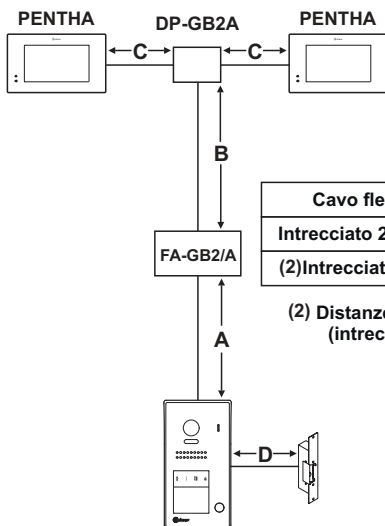 PENTHA DP-GB2A PENTHA
C C
B
Cavo fle
FA-GB2/A Intrecciato 2
(2)Intrecciat
(2) Distanze
A (intrec
D